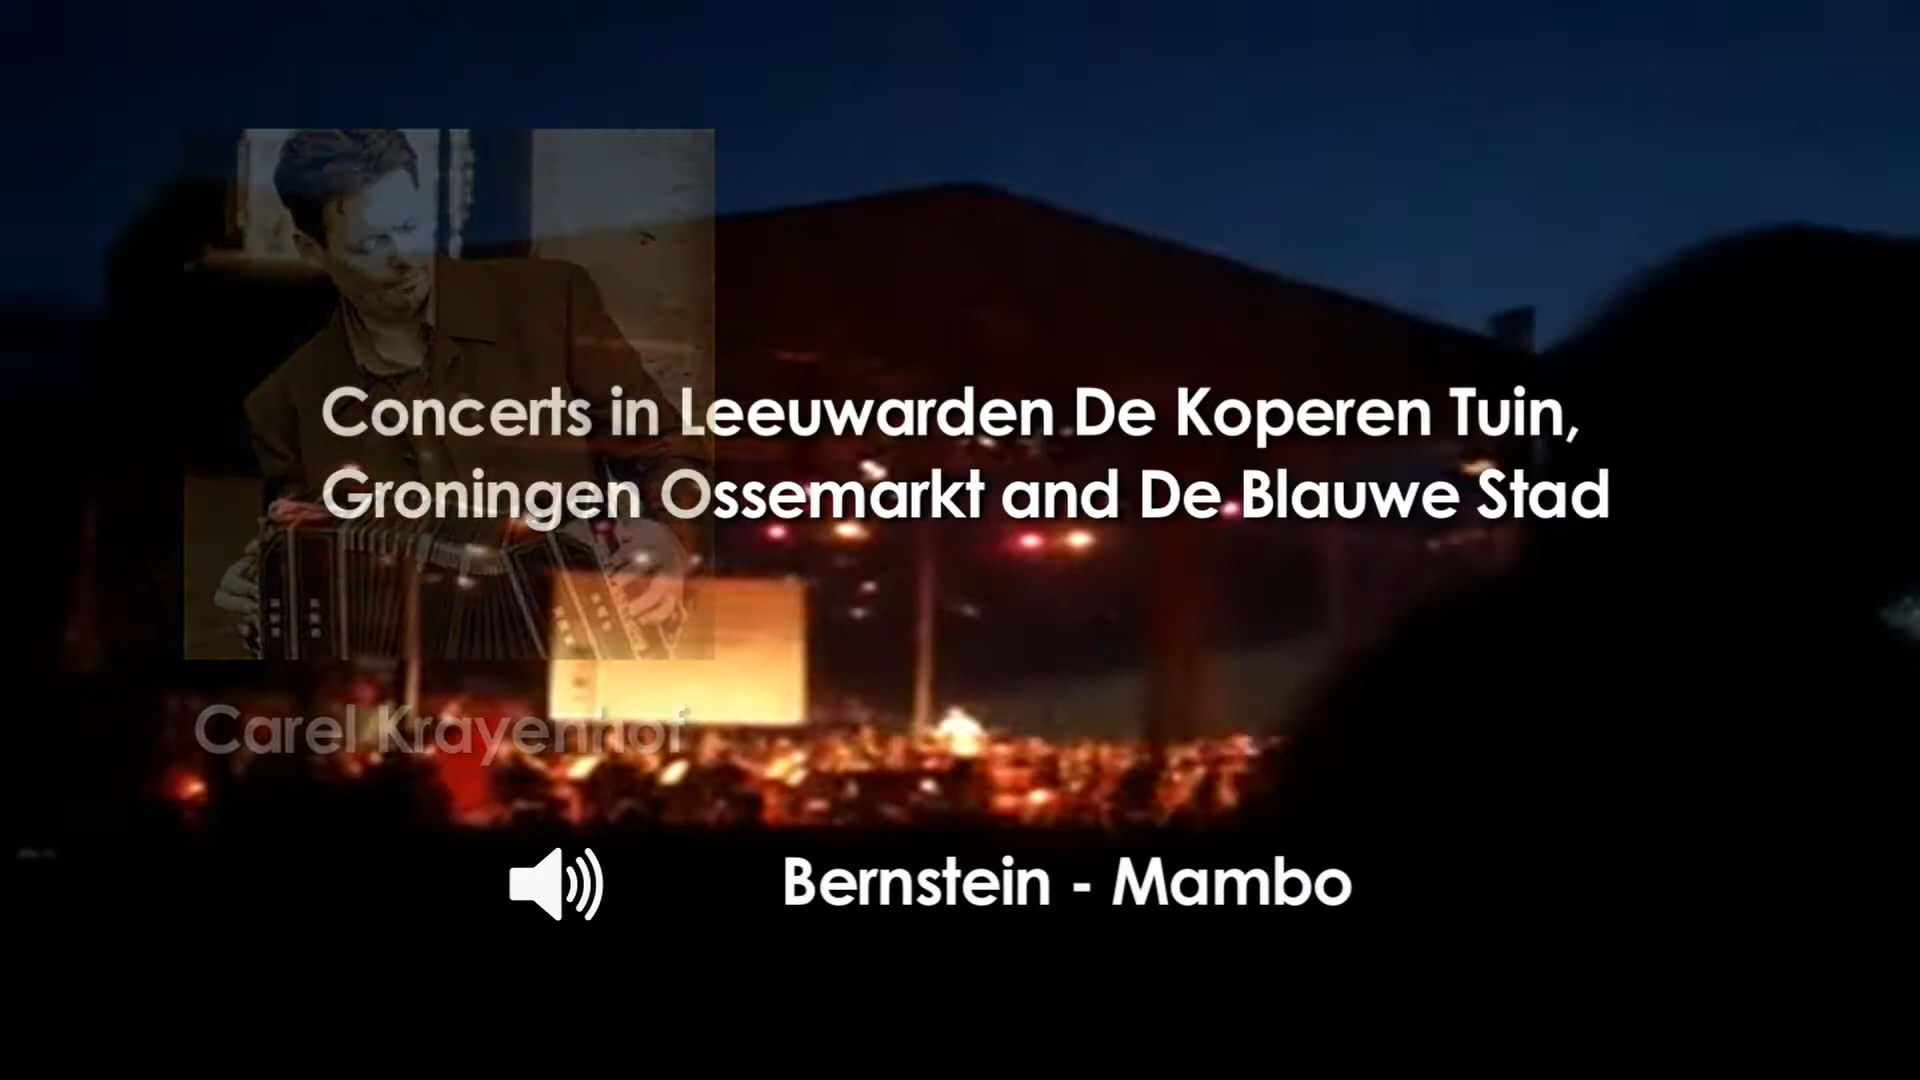 Concerts in Leeuwarden De Koperen Tuin,
Groningen Ossemarkt and De Blauwe Stad
Carel Krayenhof
Bernstein - Mambo